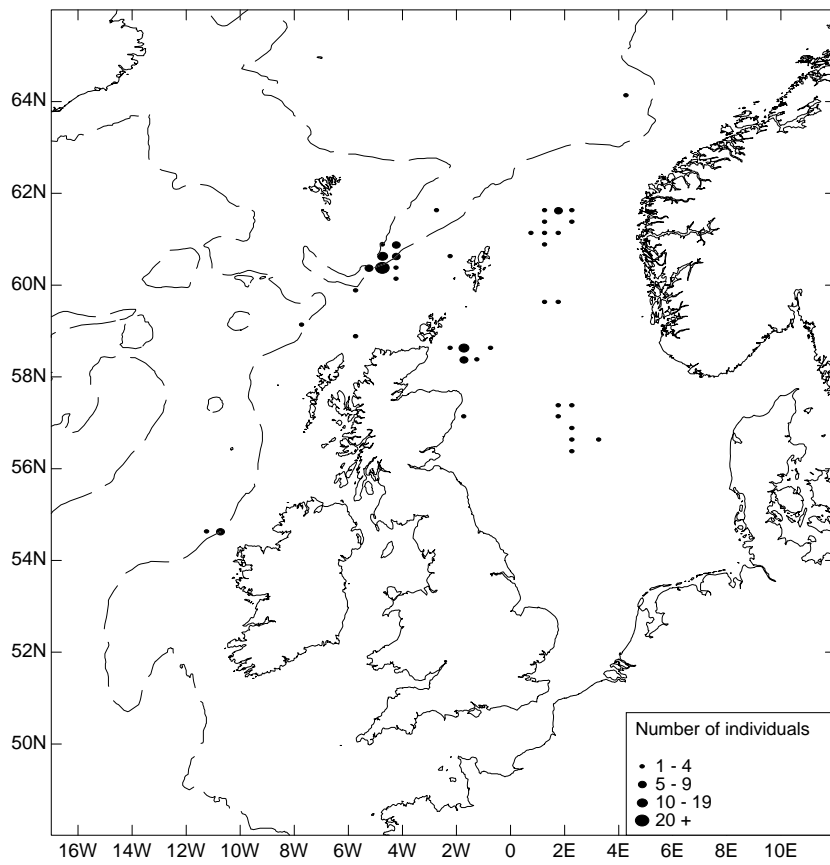 64N
62N
60N
58N
56N
54N
52N
50N
Number of individuals
1 - 4
5 - 9
10 - 19
20 +
16W 14W 12W 10W 8W 6W 4W 2W 0 2E 4E 6E 8E 10E